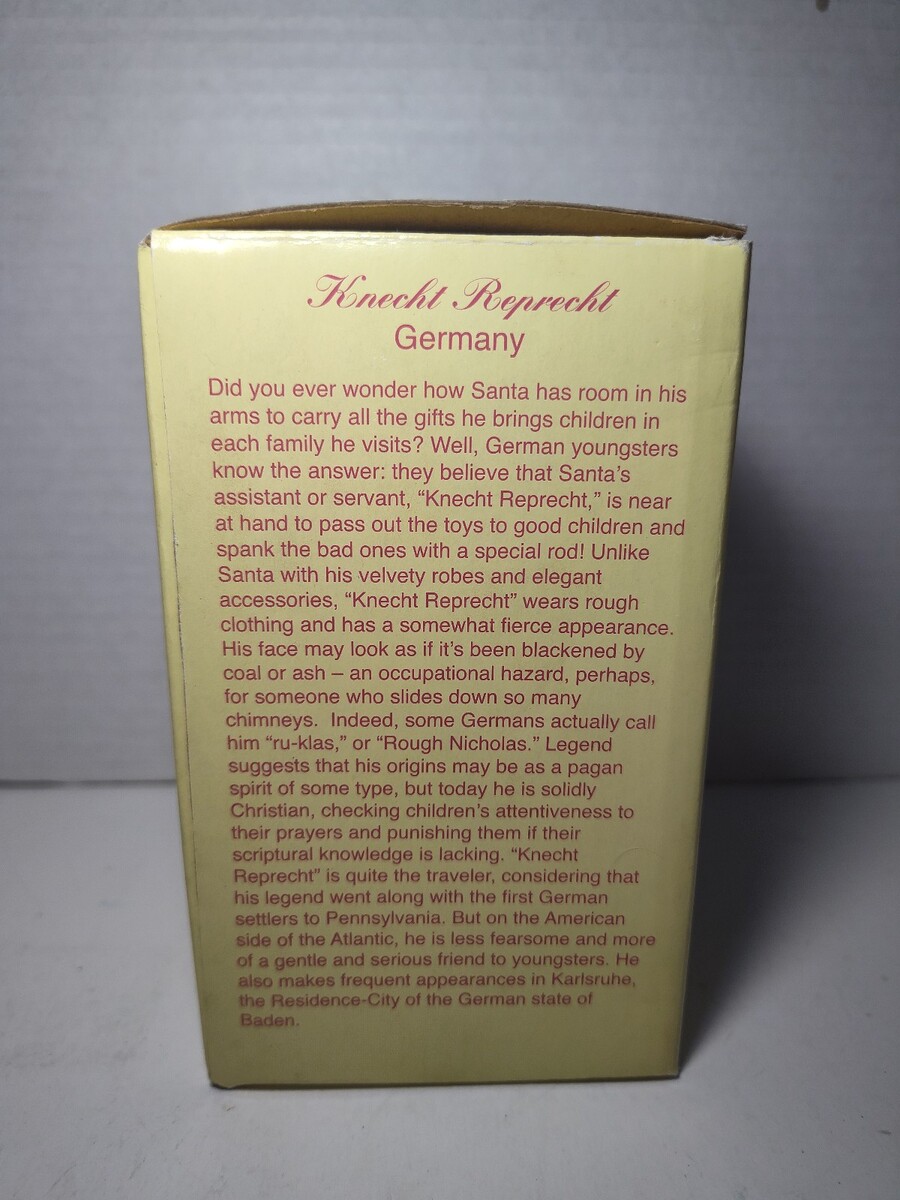 Knecht Reprecht
Germany
Did you ever wonder how Santa has room in his
arms to carry all the gifts he brings children in
each family he visits? Well, German youngsters
know the answer: they believe that Santa's
assistant or servant, “Knecht Reprecht,” is near
at hand to pass out the toys to good children and
spank the bad ones with a special rod! Unlike
Santa with his velvety robes and elegant
accessories, “Knecht Reprecht” wears rough
clothing and has a somewhat fierce appearance.
His face may look as if it's been blackened by
coal or ash – an occupational hazard, perhaps,
for someone who slides down so many
chimneys.  Indeed, some Germans actually call
him “ru-klas,” or “Rough Nicholas.” Legend
suggests that his origins may be as a pagan
spirit of some type, but today he is solidly
Christian, checking children's attentiveness to
their prayers and punishing them if their
scriptural knowledge is lacking. “Knecht
Reprecht” is quite the traveler, considering that
his legend went along with the first German
settlers to Pennsylvania. But on the American
side of the Atlantic, he is less fearsome and more
of a gentle and serious friend to youngsters. He
also makes frequent appearances in Karlsruhe,
the Residence-City of the German state of
Baden.